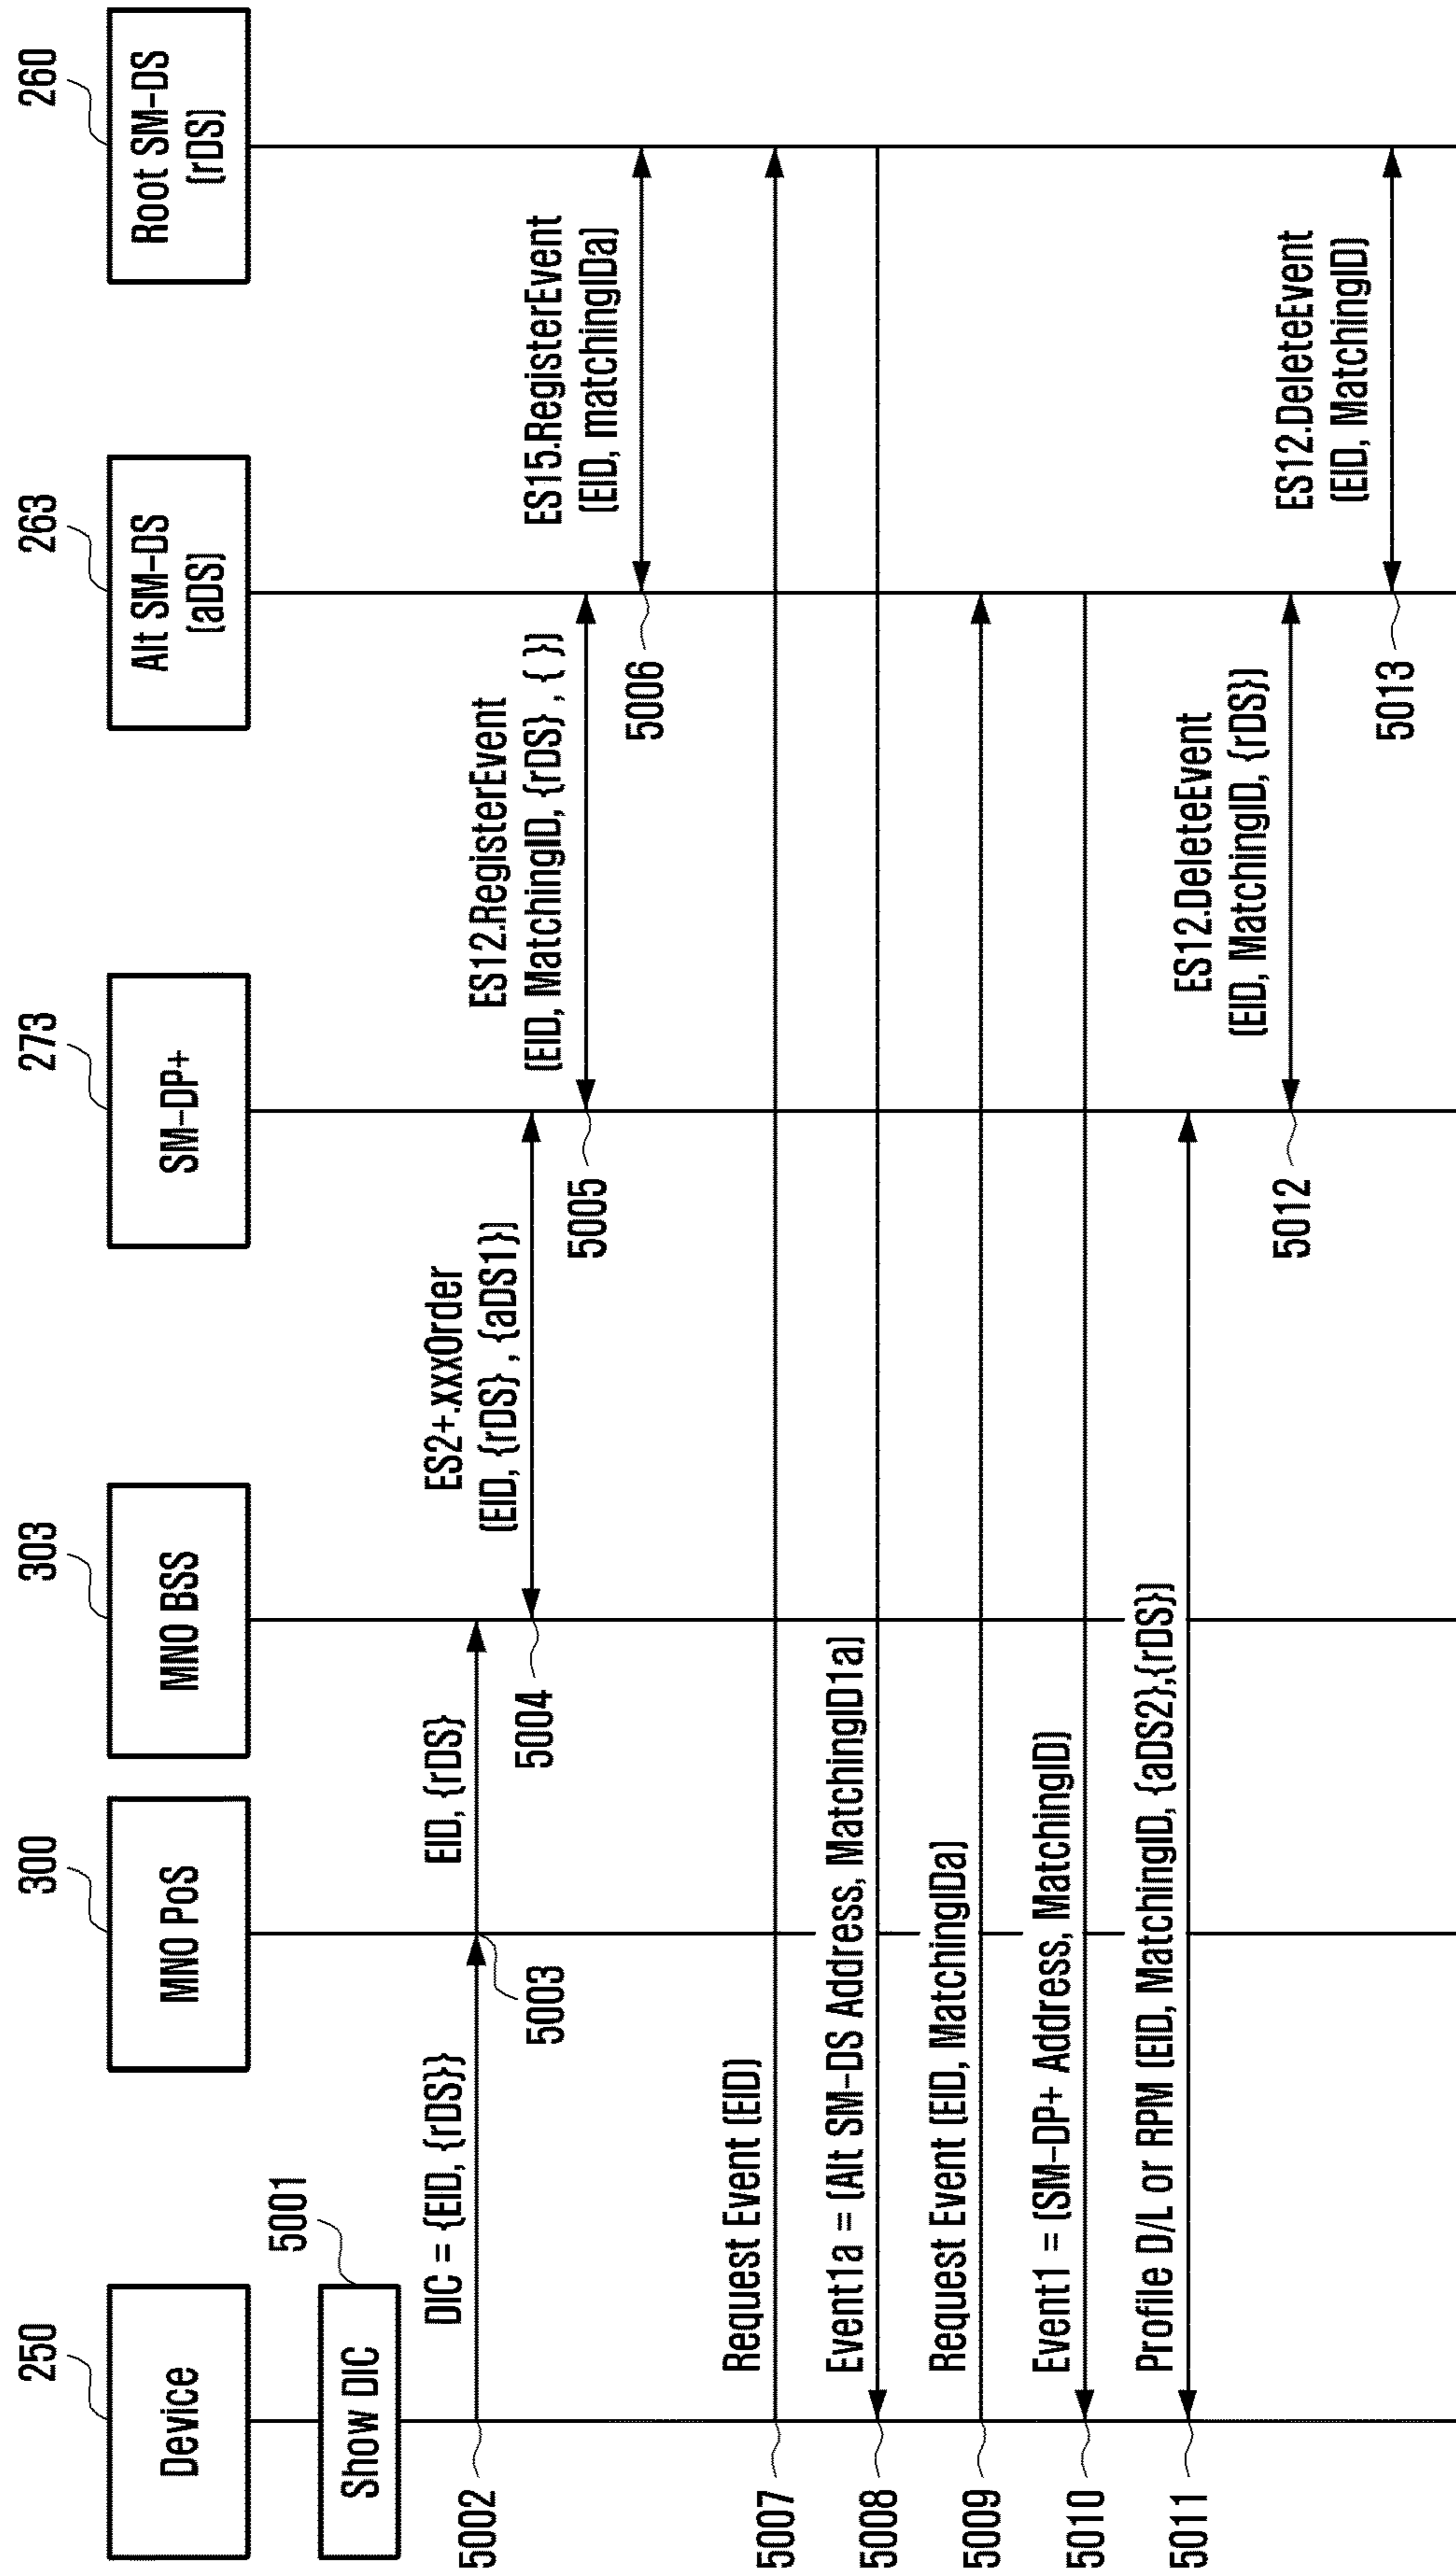 250
Device
300
MNO PoS
303
MNO BSS
273
SM-DP+
263
Alt SM-DS
(aDS)
260
Root SM-DS
(rDS)
5001
Show DIC
5002
DIC = {EID, {rDS}}
5003
EID, {rDS}
5004
ES2+.xxxOrder
(EID, {rDS} , {aDS1})
5005
ES12.RegisterEvent
(EID, MatchingID, {rDS} , { })
5006
ES15.RegisterEvent
(EID, matchingIDa)
5007
Request Event (EID)
5008
Event1a = (Alt SM-DS Address, MatchingID1a)
5009
Request Event (EID, MatchingIDa)
5010
Event1 = (SM-DP+ Address, MatchingID)
5011
Profile D/L or RPM (EID, MatchingID, {aDS2},{rDS})
5012
ES12.DeleteEvent
(EID, MatchingID, {rDS})
5013
ES12.DeleteEvent
(EID, MatchingID)